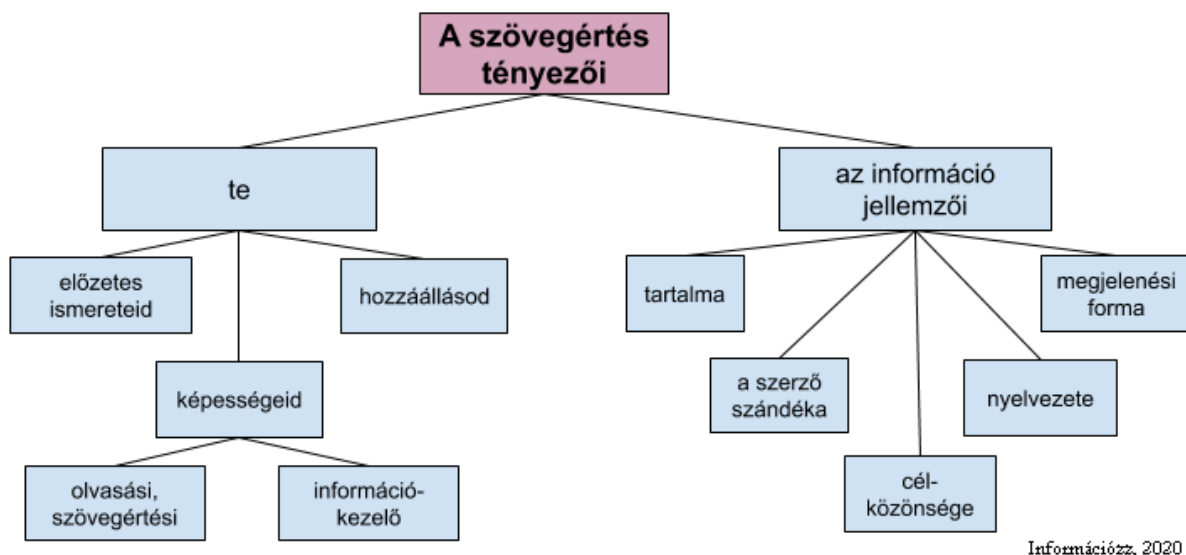 A szövegértés
tényezői
te
az információ
jellemzői
előzetes
ismereteid
hozzáállásod
tartalma
megjelenési
forma
képességeid
a szerző
szándéka
nyelvezete
olvasási,
szövegértési
információ-
kezelő
cél-
közönsége
Információzz, 2020